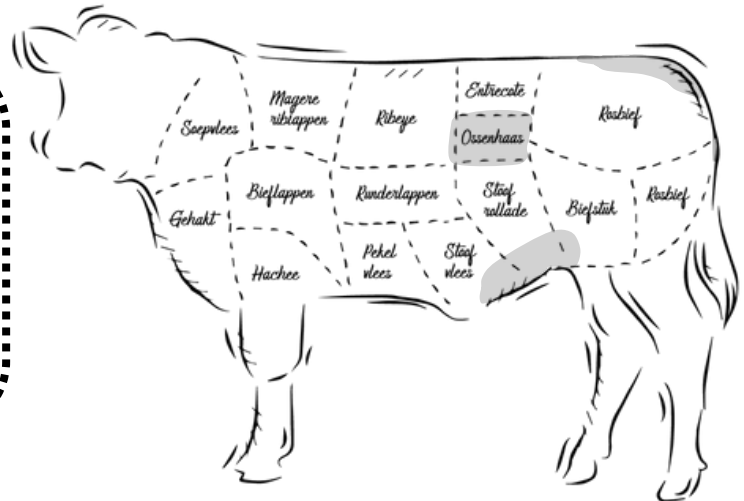 Soepvlees
Magere
riblappen
Ribeye
Entrecote
Ossenhaas
Rosbief
Gehakt
Bieflappen
Runderlappen
Stoof
rollade
Biefstuk
Rosbief
Hachee
Pekel
vlees
Stoof
vlees